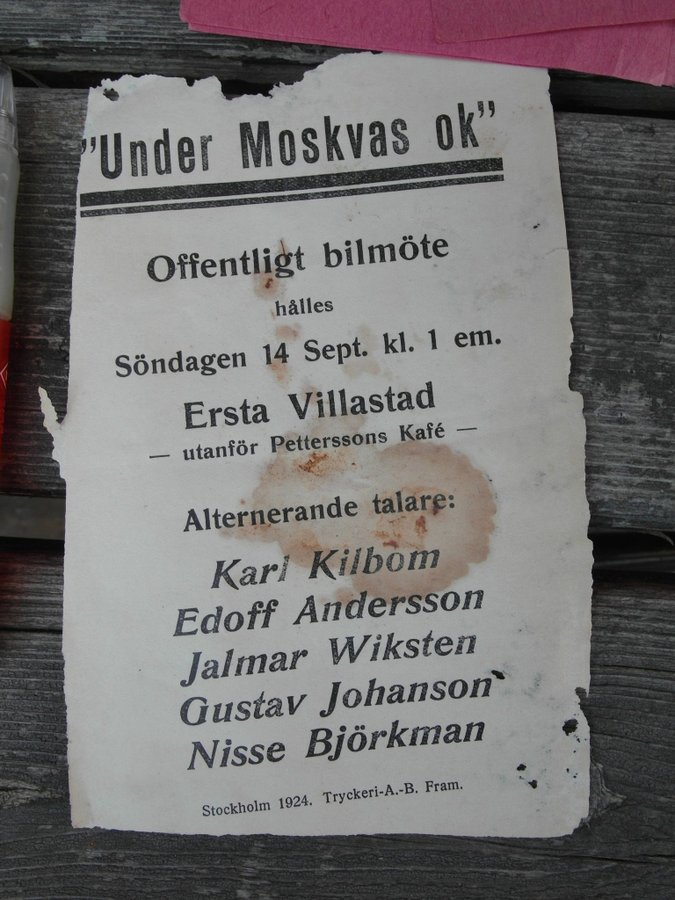 "Under Moskvas ok"
Offentligt bilmöte
hålles
Söndagen 14 Sept. kl. 1 em.
Ersta Villastad
— utanför Petterssons Kafé —
Alternerande talare:
Karl Kilbom
Edoff Andersson
Jalmar Wiksten
Gustav Johanson
Nisse Björkman
Stockholm 1924. Tryckeri-A.-B. Fram.